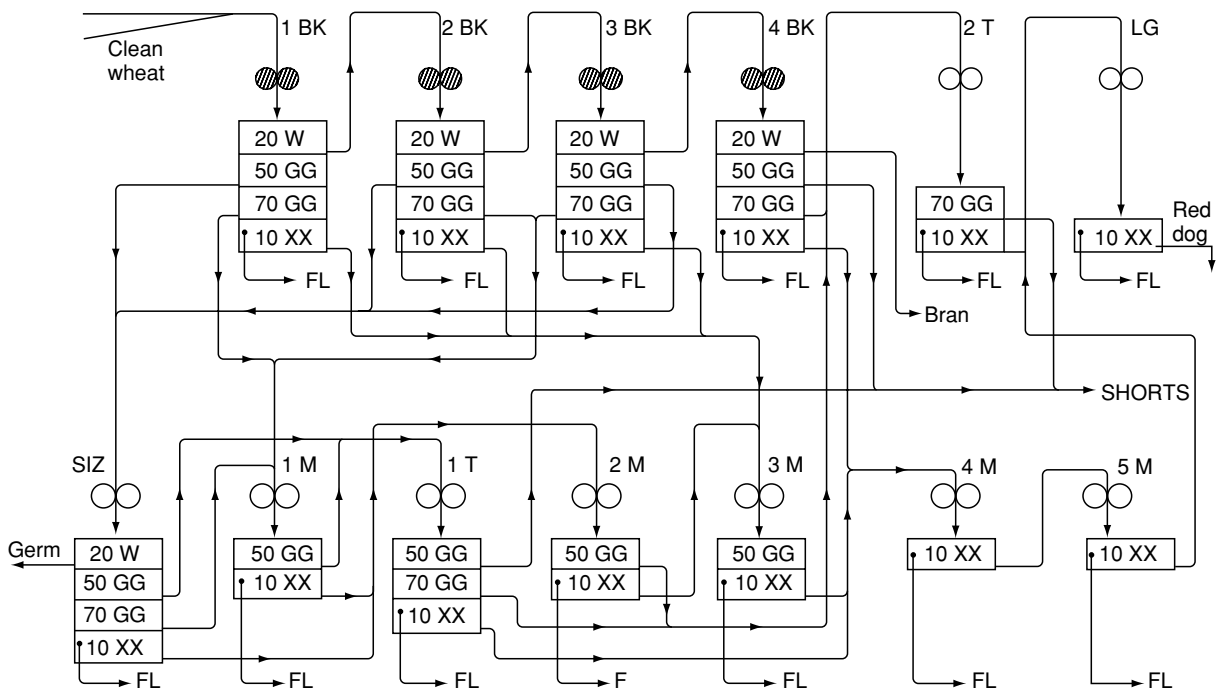 1 BK
2 BK
3 BK
4 BK
2 T
LG
Clean
wheat
20 W
20 W
20 W
20 W
50 GG
50 GG
50 GG
50 GG
70 GG
70 GG
70 GG
70 GG
70 GG
10 XX
10 XX
10 XX
10 XX
10 XX
10 XX
Red
dog
FL
FL
FL
FL
FL
FL
Bran
SHORTS
SIZ
1 M
1 T
2 M
3 M
4 M
5 M
Germ
20 W
50 GG
50 GG
50 GG
50 GG
10 XX
10 XX
50 GG
10 XX
70 GG
10 XX
10 XX
70 GG
10 XX
10 XX
FL
FL
FL
F
FL
FL
FL